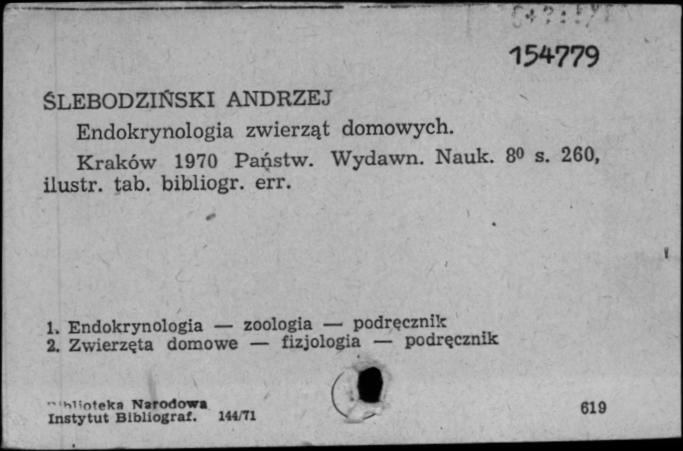 154779
ŚLEBODZIŃSKI ANDRZEJ
Endokrynologia zwierząt domowych.
Kraków 1970 Państw. Wydawn. Nauk. 8⁰ s. 260,
ilustr. tab. bibliogr. err.
1. Endokrynologia — zoologia — podręcznik
2. Zwierzęta domowe — fizjologia — podręcznik
Narodowa
Instytut Bibliograf. 144/71
619